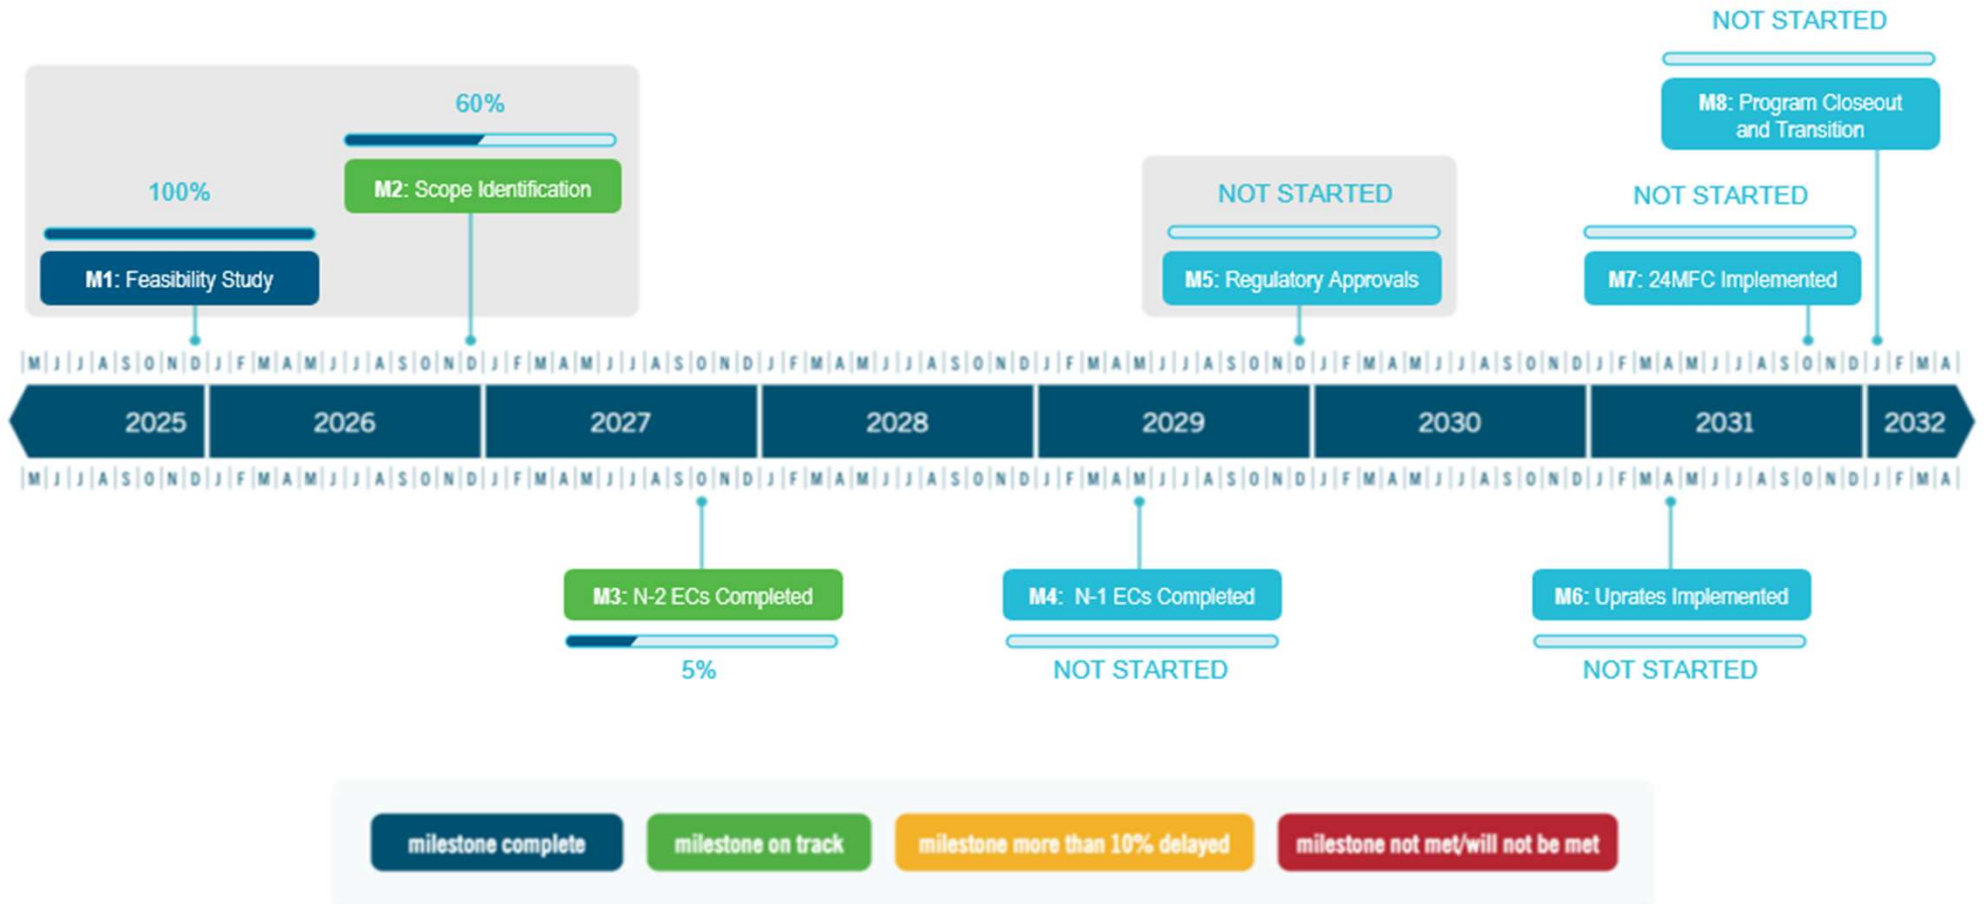 NOT STARTED
M8: Program Closeout
and Transition
60%
M2: Scope Identification
100%
M1: Feasibility Study
NOT STARTED
M5: Regulatory Approvals
NOT STARTED
M7: 24MFC Implemented
|M|J|J|A|S|O|N|D|J|F|M|A|M|J|J|A|S|O|N|D|J|F|M|A|M|J|J|A|S|O|N|D|J|F|M|A|M|J|J|A|S|O|N|D|J|F|M|A|M|J|J|A|S|O|N|D|J|F|M|A|M|J|J|A|S|O|N|D|J|F|M|A|M|J|J|A|S|O|N|D|J|F|M|A|
2025 2026 2027 2028 2029 2030 2031 2032
|M|J|J|A|S|O|N|D|J|F|M|A|M|J|J|A|S|O|N|D|J|F|M|A|M|J|J|A|S|O|N|D|J|F|M|A|M|J|J|A|S|O|N|D|J|F|M|A|M|J|J|A|S|O|N|D|J|F|M|A|M|J|J|A|S|O|N|D|J|F|M|A|M|J|J|A|S|O|N|D|J|F|M|A|
M3: N-2 ECs Completed
5%
M4: N-1 ECs Completed
NOT STARTED
M6: Uprates Implemented
NOT STARTED
milestone complete
milestone on track
milestone more than 10% delayed
milestone not met/will not be met